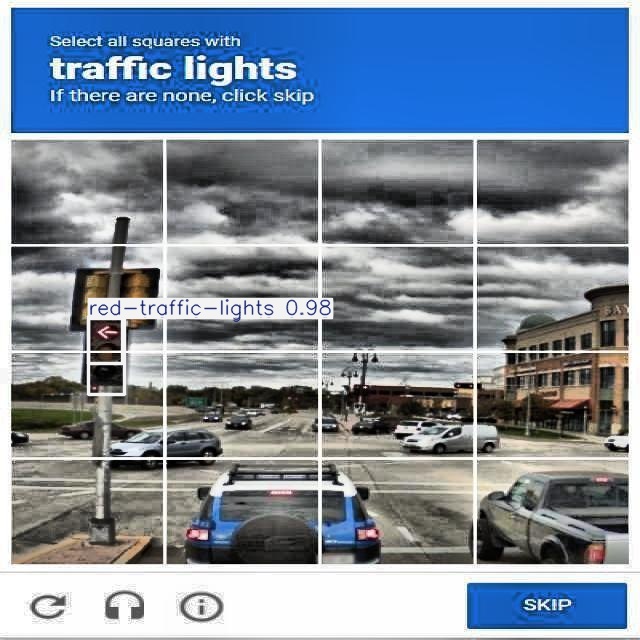 Select all squares with
traffic lights
If there are none, click skip
red-traffic-lights 0.98
SKIP